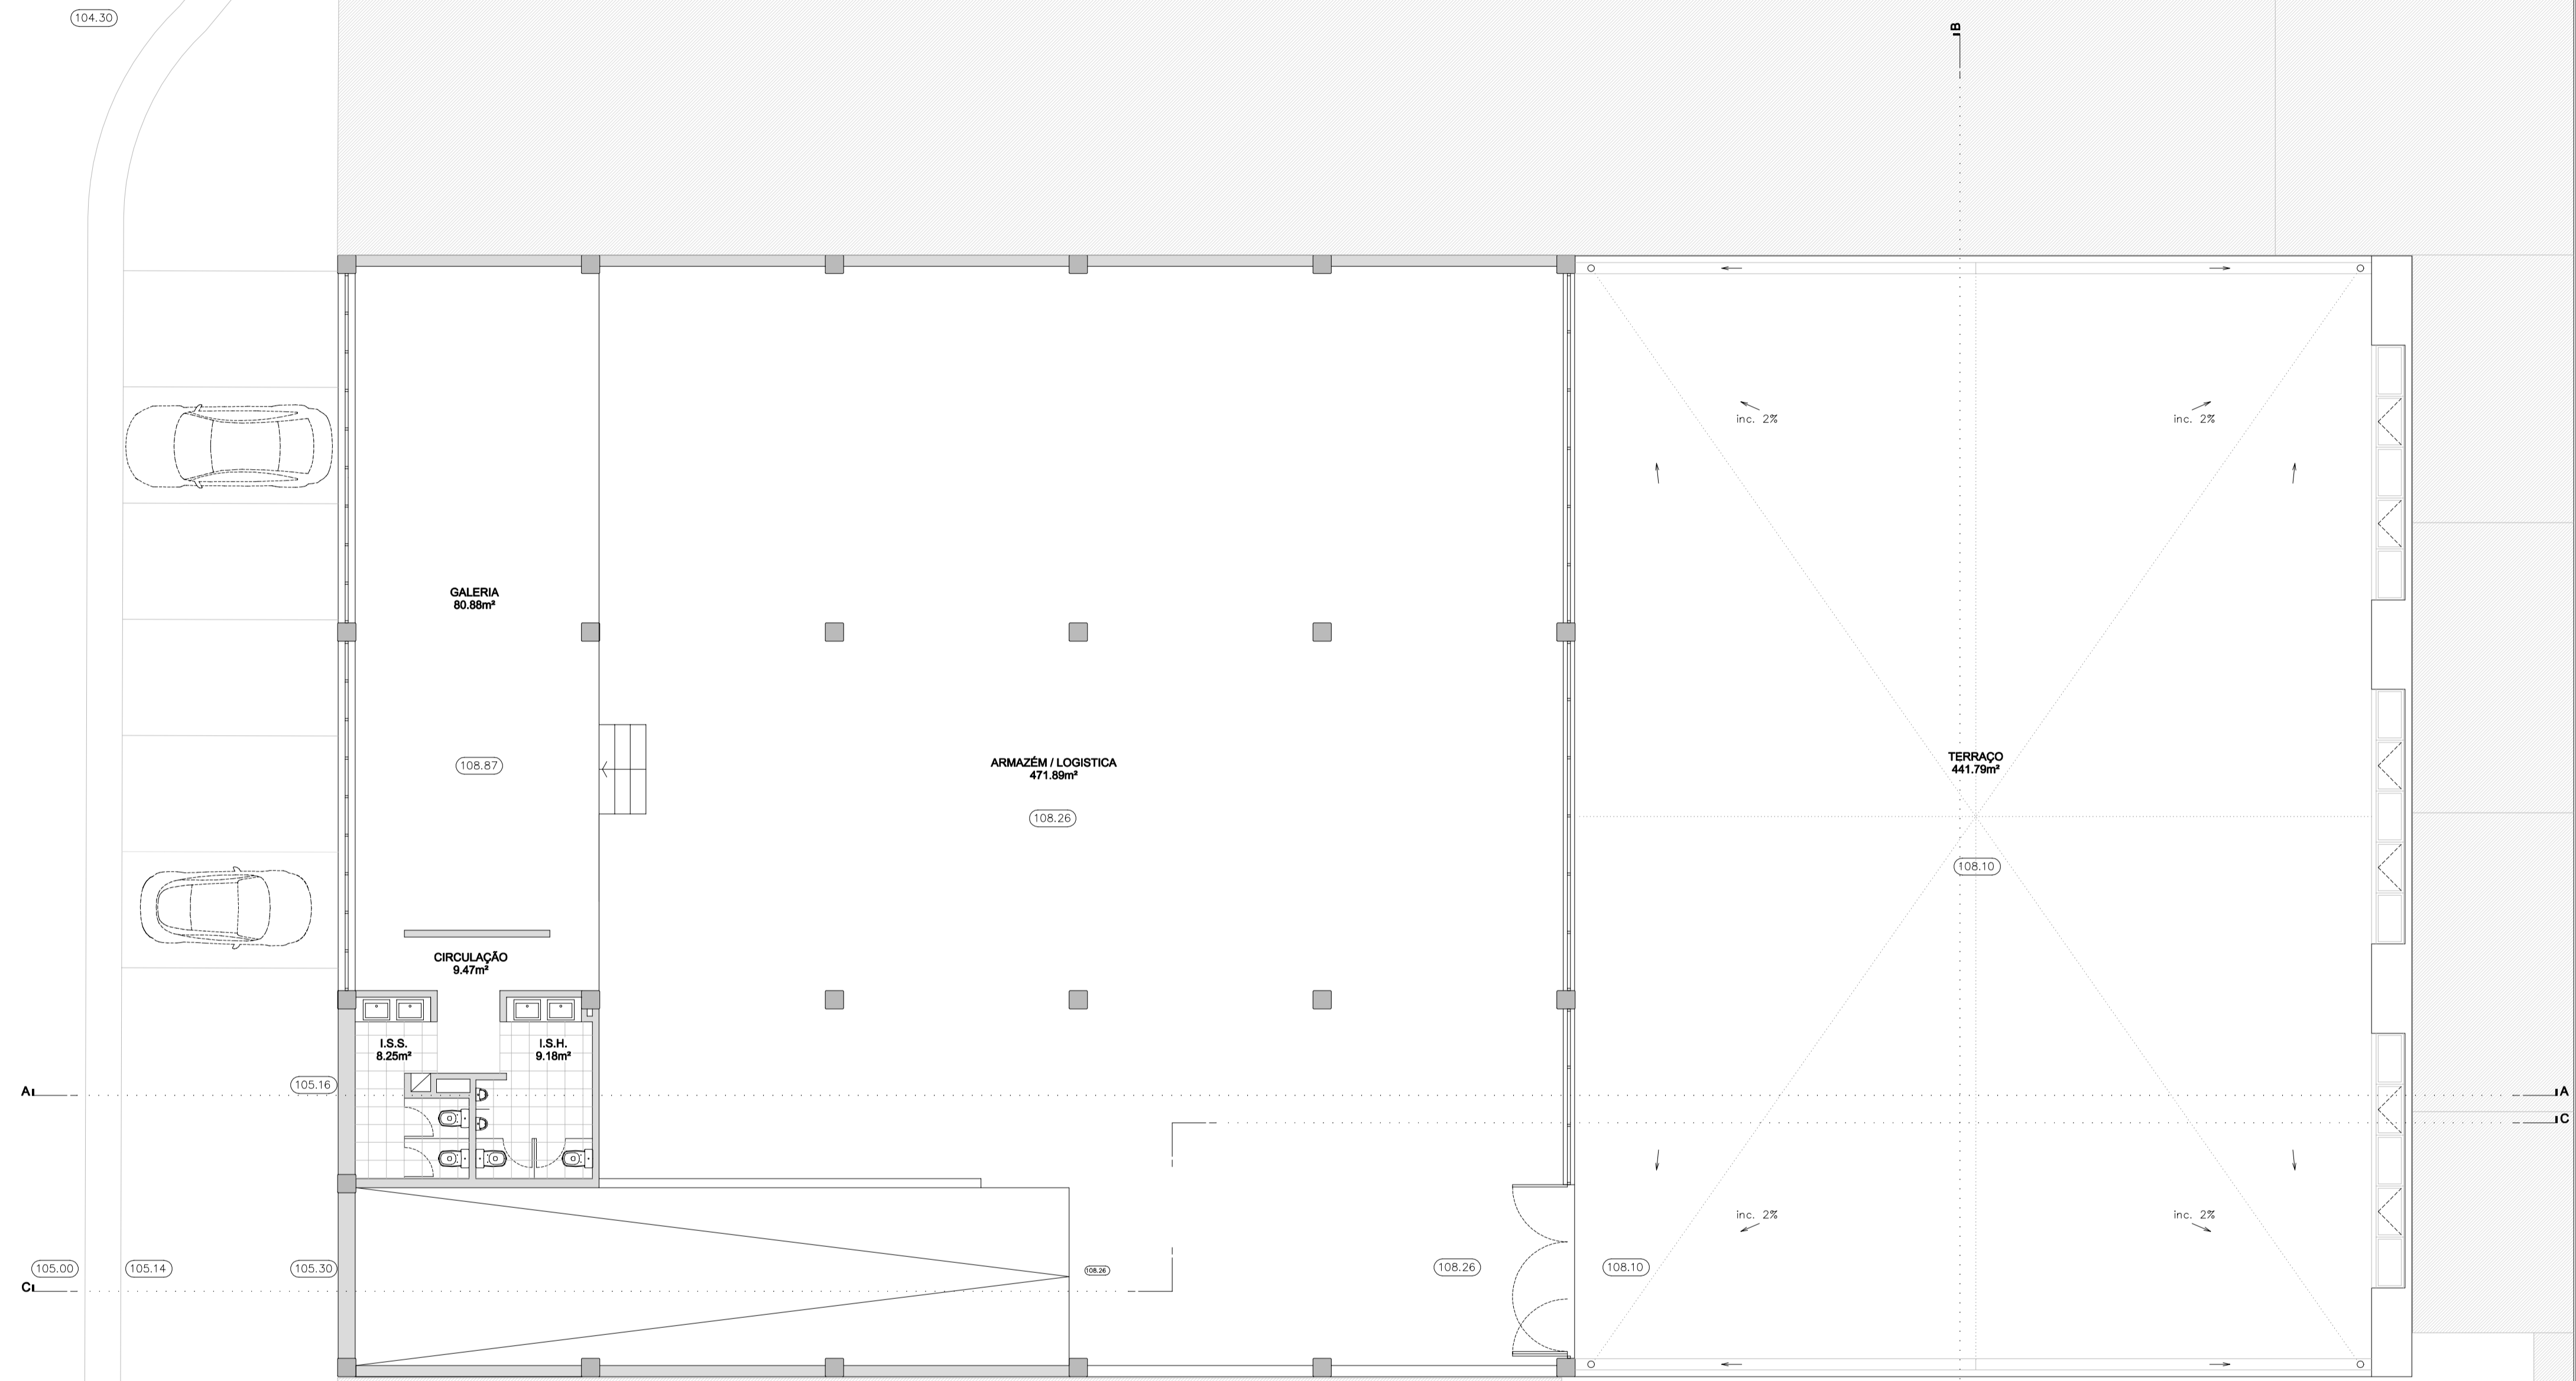 104.30
B
inc. 2%
inc. 2%
GALERIA
80.88m²
108.87
ARMAZÉM / LOGISTICA
471.89m²
108.26
TERRAÇO
441.79m²
108.10
CIRCULAÇÃO
9.47m²
I.S.S.
8.25m²
I.S.H.
9.18m²
105.16
A
A
C
inc. 2%
inc. 2%
105.00
105.14
105.30
108.26
108.26
108.10
C